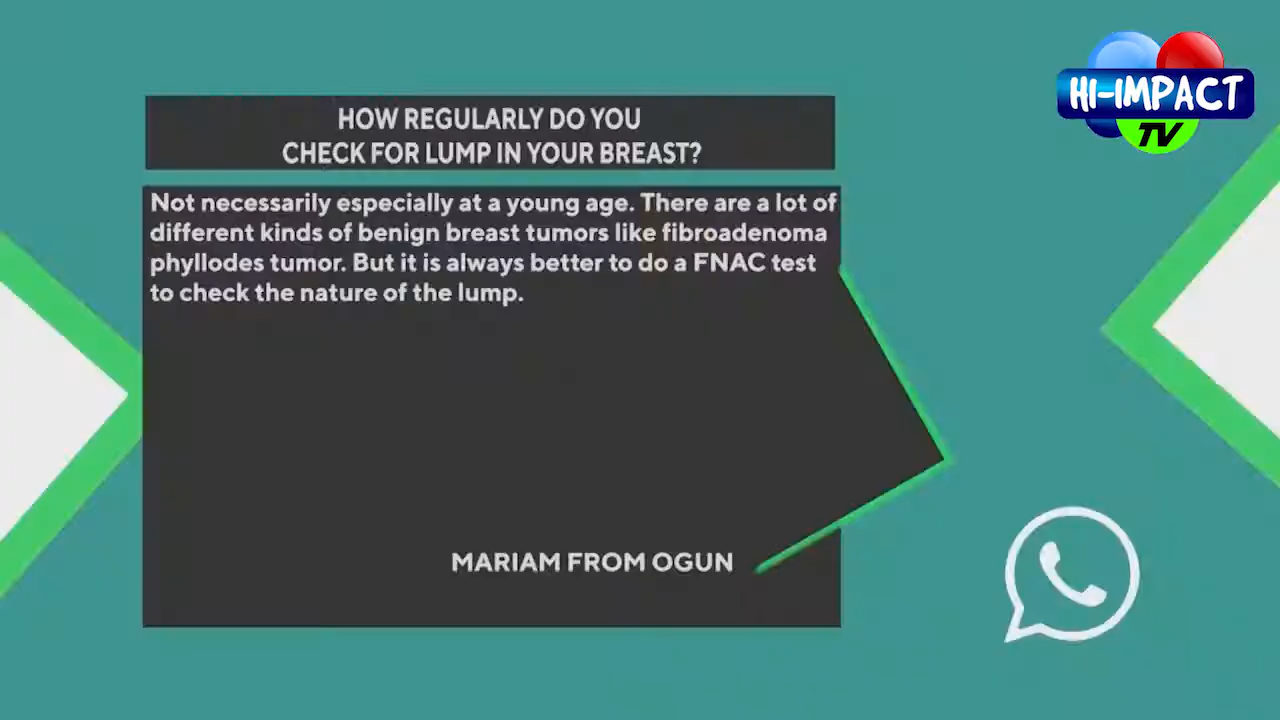 HI-IMPACT
TV
HOW REGULARLY DO YOU
CHECK FOR LUMP IN YOUR BREAST?
Not necessarily especially at a young age. There are a lot of
different kinds of benign breast tumors like fibroadenoma
phyllodes tumor. But it is always better to do a FNAC test
to check the nature of the lump.
MARIAM FROM OGUN